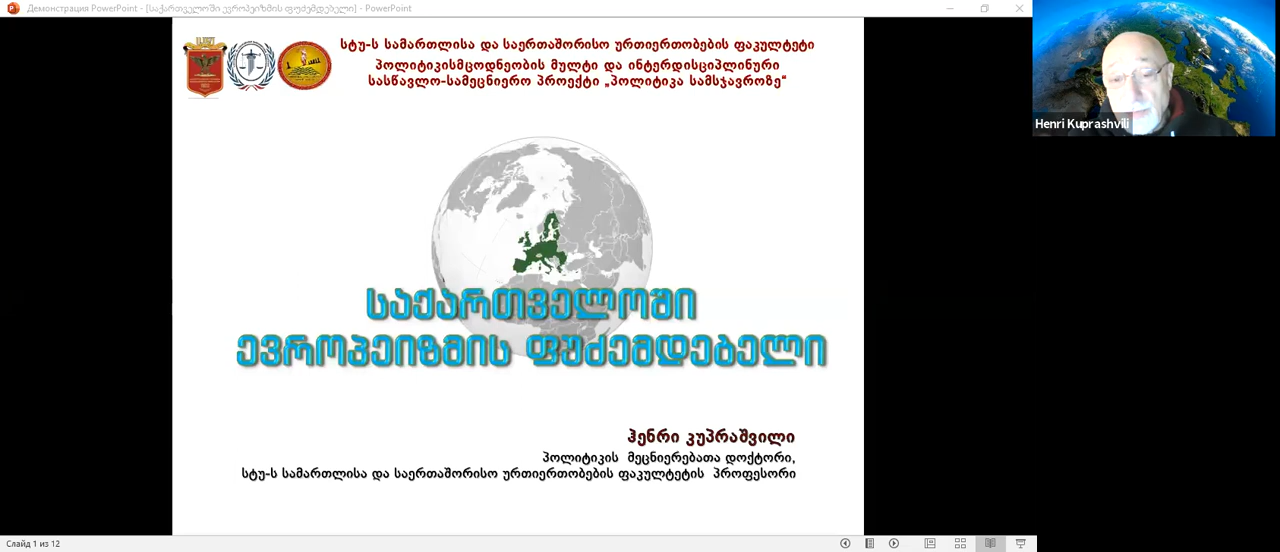 Демонстрация PowerPoint - [საქართველოში ევროპეიზმის ფუძემდებელი] - PowerPoint
სტუ-ს სამართლისა და საერთაშორისო ურთიერთობების ფაკულტეტი
პოლიტიკისმცოდნეობის მულტი და ინტერდისციპლინური
სასწავლო-სამეცნიერო პროექტი „პოლიტიკა სამსჯავროზე“
Henri Kuprashvili
საქართველოში
ევროპეიზმის ფუძემდებელი
ჰენრი კუპრაშვილი
პოლიტიკის მეცნიერებათა დოქტორი,
სტუ-ს სამართლისა და საერთაშორისო ურთიერთობების ფაკულტეტის პროფესორი
Слайд 1 из 12